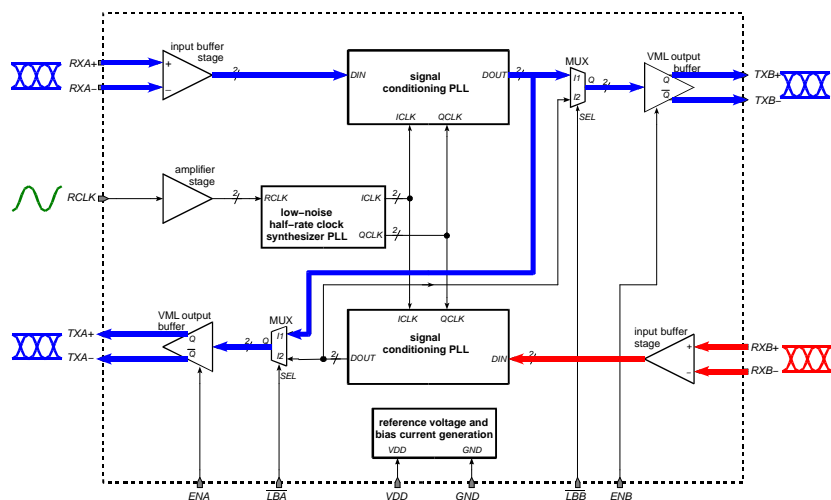 input buffer
stage
RXA+
RXA−
+
−
2
DIN
signal
conditioning PLL
DOUT
ICLK
QCLK
2
MUX
I1
I2
Q
SEL
2
VML output
buffer
Q
Q
TXB+
TXB−
RCLK
amplifier
stage
2
RCLK
ICLK
low−noise
half−rate clock
synthesizer PLL
QCLK
2
2
TXA+
TXA−
VML output
buffer
Q
Q
2
Q
MUX
I1
I2
SEL
2
ICLK
QCLK
signal
conditioning PLL
DOUT
DIN
2
input buffer
stage
+
−
RXB+
RXB−
reference voltage and
bias current generation
VDD
GND
ENA
LBA
VDD
GND
LBB
ENB